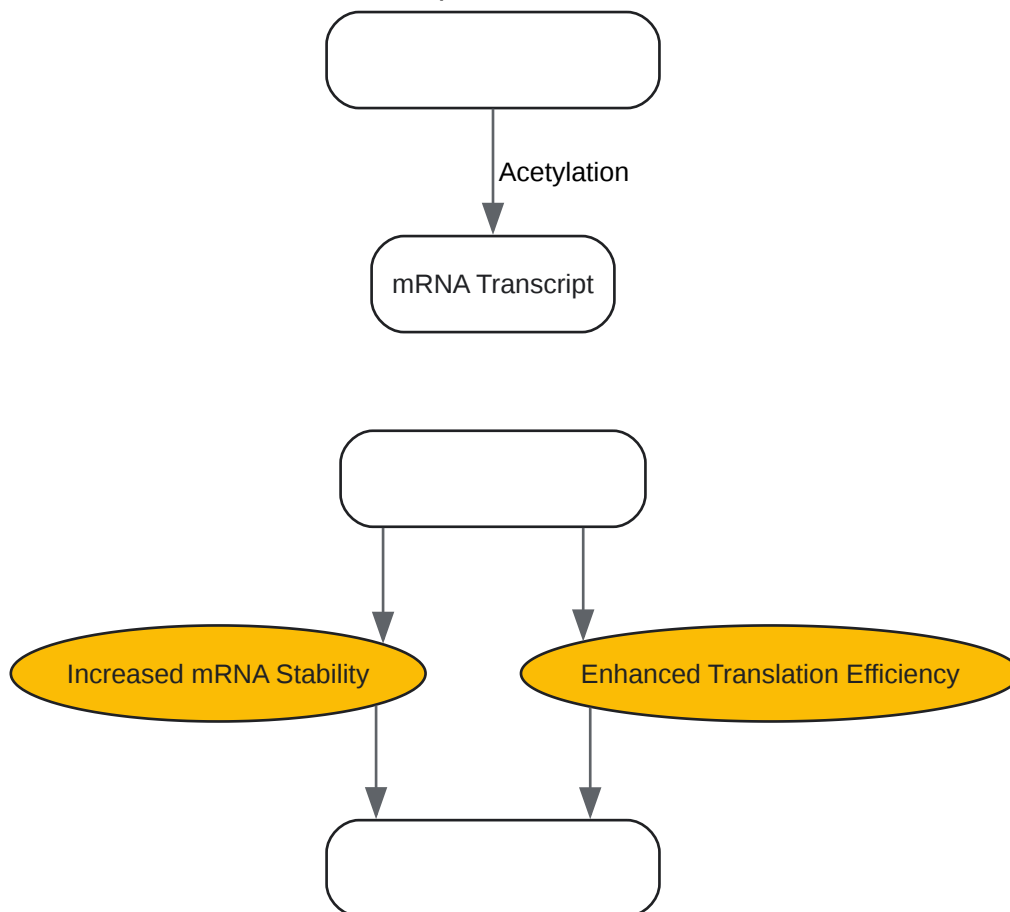 Acetylation
mRNA Transcript
Increased mRNA Stability
Enhanced Translation Efficiency